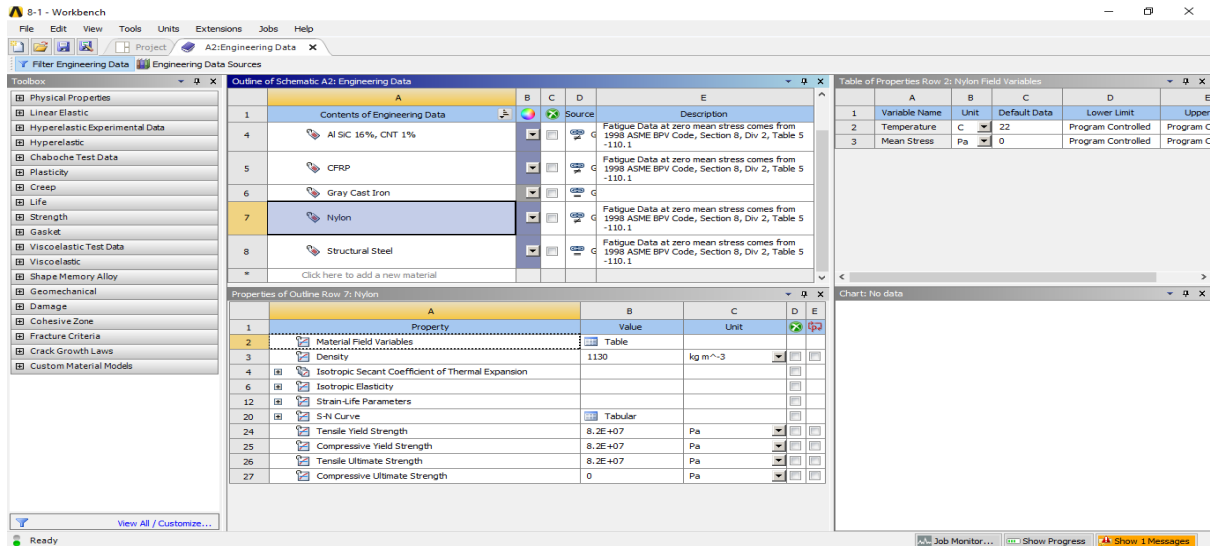 8-1 - Workbench
File Edit View Tools Units Extensions Jobs Help
Project A2:Engineering Data
Filter Engineering Data Engineering Data Sources
Toolbox
Physical Properties
Linear Elastic
Hyperelastic Experimental Data
Hyperelastic
Chaboche Test Data
Plasticity
Creep
Life
Strength
Gasket
Viscoelastic Test Data
Viscoelastic
Shape Memory Alloy
Geomechanical
Damage
Cohesive Zone
Fracture Criteria
Crack Growth Laws
Custom Material Models
View All / Customize...
Outline of Schematic A2: Engineering Data
A B C D E
1 Contents of Engineering Data Source Description
4 Al SiC 16%, CNT 1% G Fatigue Data at zero mean stress comes from
1998 ASME BPV Code, Section 8, Div 2, Table 5
-110.1
5 CFRP G Fatigue Data at zero mean stress comes from
1998 ASME BPV Code, Section 8, Div 2, Table 5
-110.1
6 Gray Cast Iron G
7 Nylon G Fatigue Data at zero mean stress comes from
1998 ASME BPV Code, Section 8, Div 2, Table 5
-110.1
8 Structural Steel G Fatigue Data at zero mean stress comes from
1998 ASME BPV Code, Section 8, Div 2, Table 5
-110.1
* Click here to add a new material
Properties of Outline Row 7: Nylon
A B C D E
1 Property Value Unit
2 Material Field Variables Table
3 Density 1130 kg m^-3
4 Isotropic Secant Coefficient of Thermal Expansion
6 Isotropic Elasticity
12 Strain-Life Parameters
20 S-N Curve Tabular
24 Tensile Yield Strength 8.2E+07 Pa
25 Compressive Yield Strength 8.2E+07 Pa
26 Tensile Ultimate Strength 8.2E+07 Pa
27 Compressive Ultimate Strength 0 Pa
Table of Properties Row 2: Nylon Field Variables
A B C D E
1 Variable Name Unit Default Data Lower Limit Upper
2 Temperature C 22 Program Controlled Program C
3 Mean Stress Pa 0 Program Controlled Program C
Chart: No data
Ready
Job Monitor... Show Progress Show 1 Messages